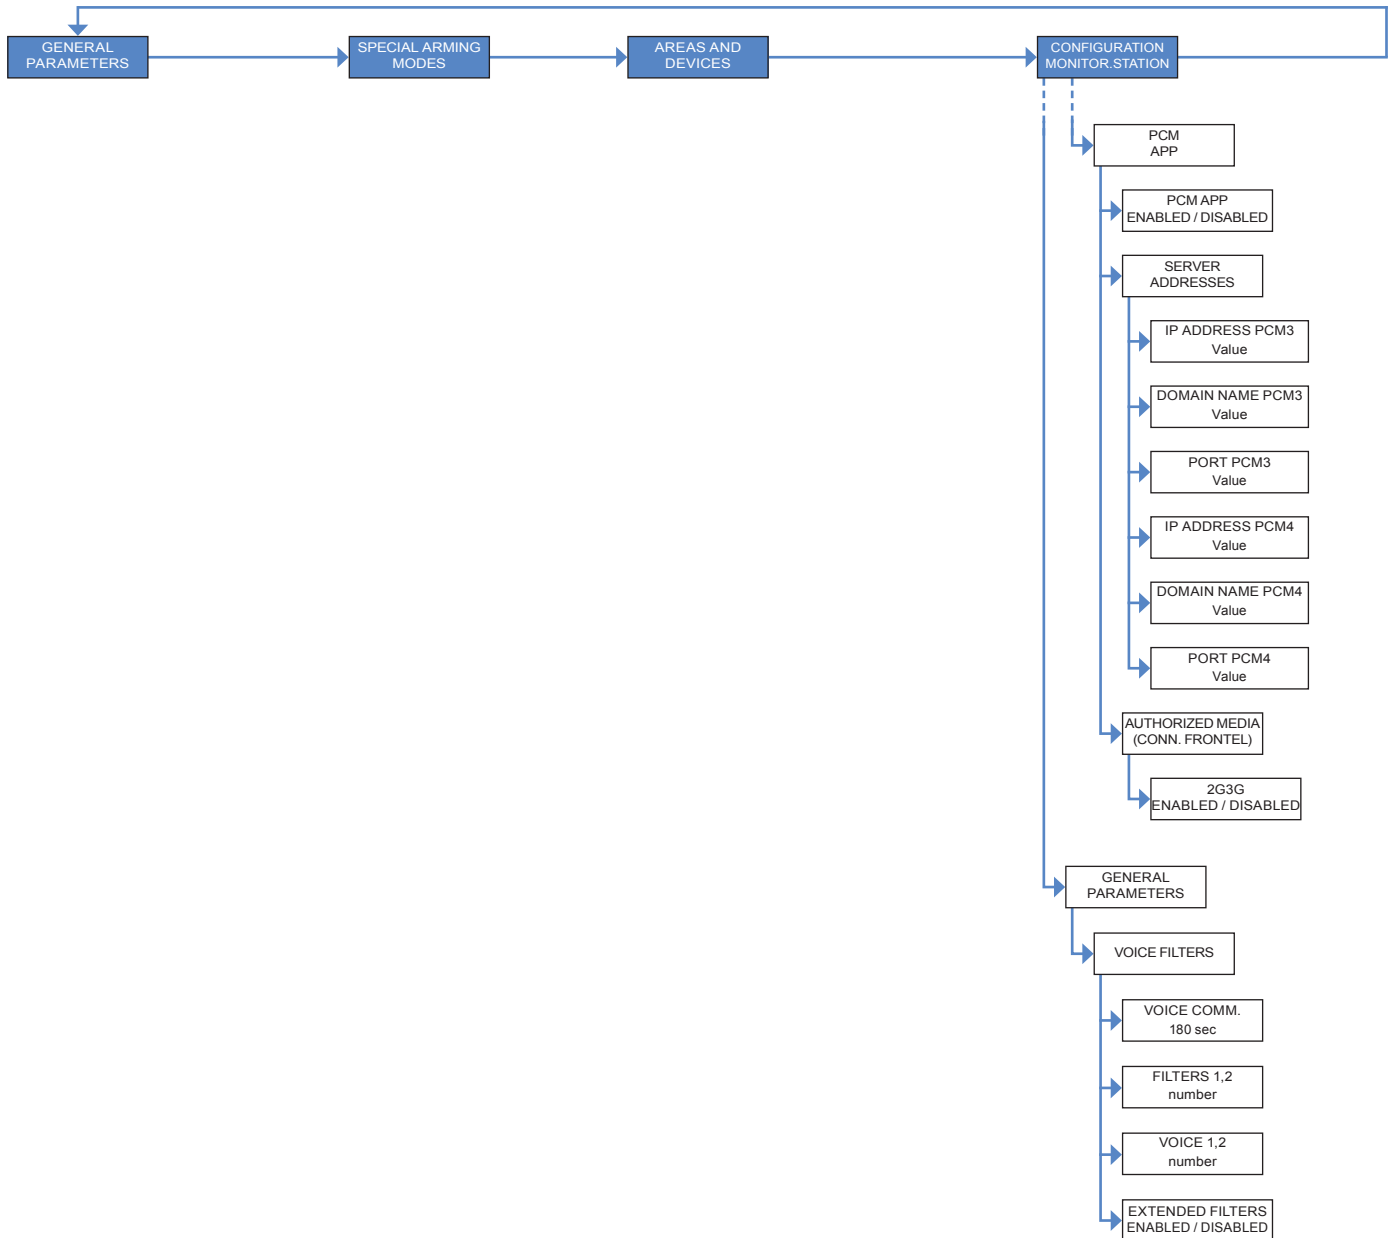 GENERAL
PARAMETERS
SPECIAL ARMING
MODES
AREAS AND
DEVICES
CONFIGURATION
MONITOR.STATION
PCM
APP
PCM APP
ENABLED / DISABLED
SERVER
ADDRESSES
IP ADDRESS PCM3
Value
DOMAIN NAME PCM3
Value
PORT PCM3
Value
IP ADDRESS PCM4
Value
DOMAIN NAME PCM4
Value
PORT PCM4
Value
AUTHORIZED MEDIA
(CONN. FRONTEL)
2G3G
ENABLED / DISABLED
GENERAL
PARAMETERS
VOICE FILTERS
VOICE COMM.
180 sec
FILTERS 1,2
number
VOICE 1,2
number
EXTENDED FILTERS
ENABLED / DISABLED